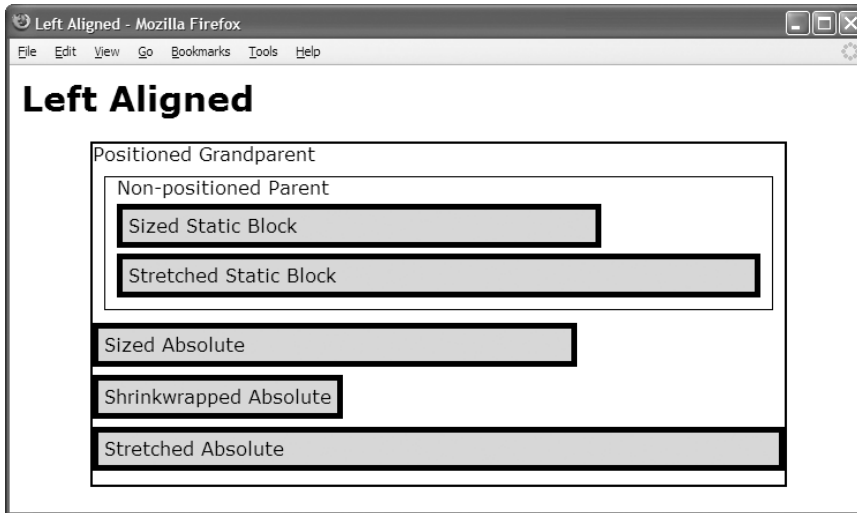 Left Aligned - Mozilla Firefox
File Edit View Go Bookmarks Tools Help
Left Aligned
Positioned Grandparent
Non-positioned Parent
Sized Static Block
Stretched Static Block
Sized Absolute
Shrinkwrapped Absolute
Stretched Absolute